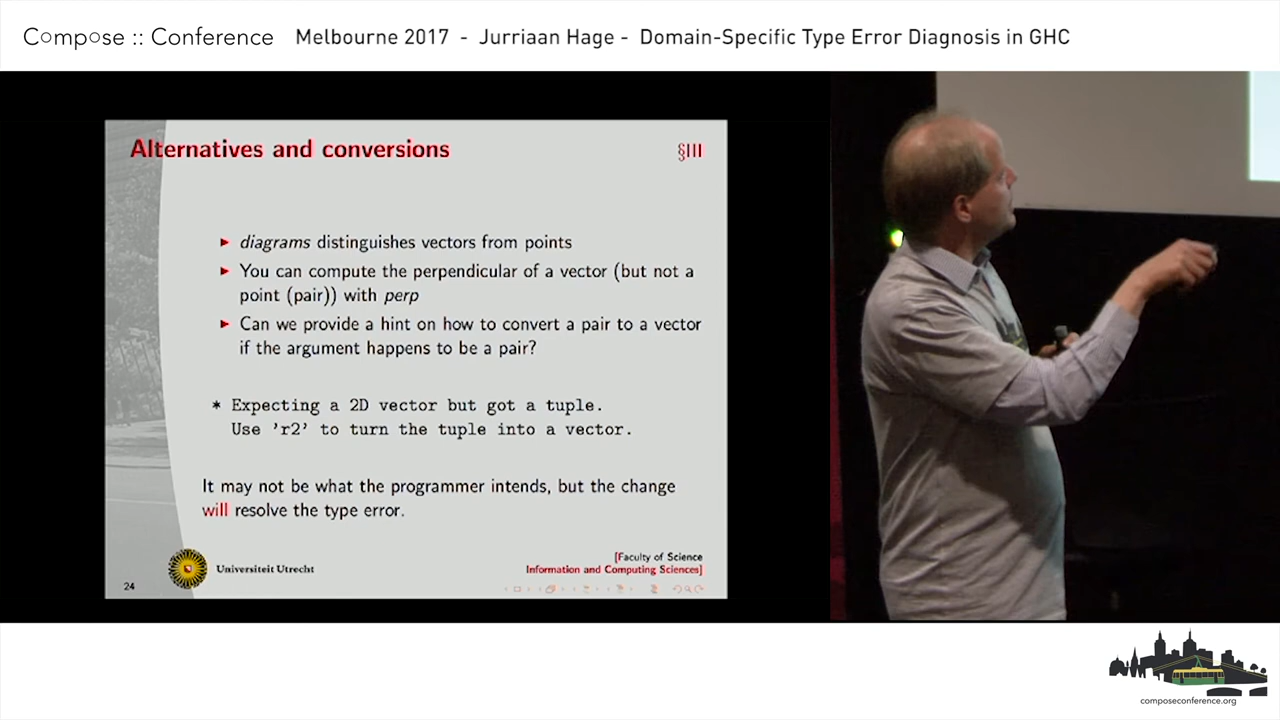 Compose :: Conference Melbourne 2017 - Jurriaan Hage - Domain-Specific Type Error Diagnosis in GHC
Alternatives and conversions §III
▶ diagrams distinguishes vectors from points
▶ You can compute the perpendicular of a vector (but not a
point (pair)) with perp
▶ Can we provide a hint on how to convert a pair to a vector
if the argument happens to be a pair?
* Expecting a 2D vector but got a tuple.
Use 'r2' to turn the tuple into a vector.
It may not be what the programmer intends, but the change
will resolve the type error.
[Faculty of Science
Universiteit Utrecht Information and Computing Sciences]
24
composeconference.org